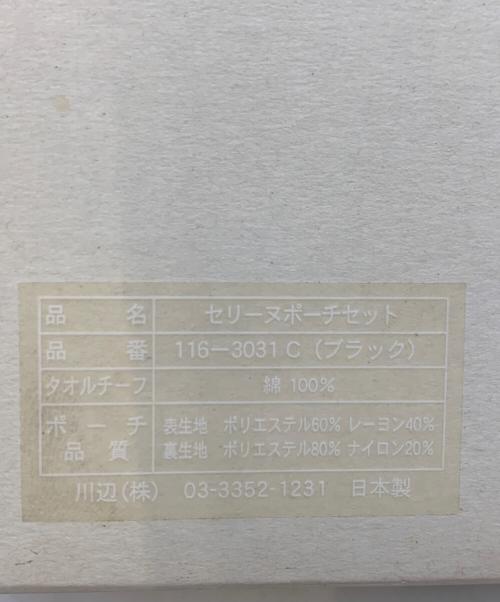 品名 セリーヌポーチセット
品番 116-3031 C (ブラック)
タオルチーフ 綿 100%
ポーチ 表生地 ポリエステル60% レーヨン40%
品質 裏生地 ポリエステル80% ナイロン20%
川辺(株) 03-3352-1231 日本製